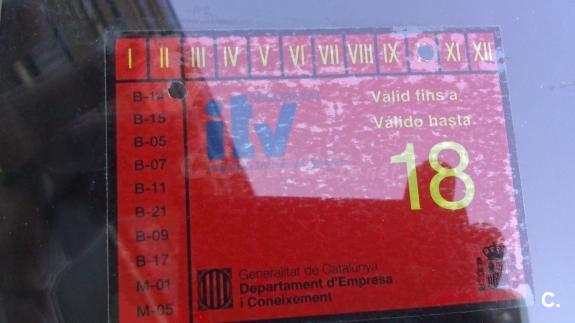 I II III IV V VI VII VIII IX XI XII
B-14
B-15
B-05
B-07
B-11
B-21
B-09
B-17
M-01
M-05
itv
Vàlid fins a
Válido hasta
18
Generalitat de Catalunya
Departament d'Empresa
i Coneixement
C.